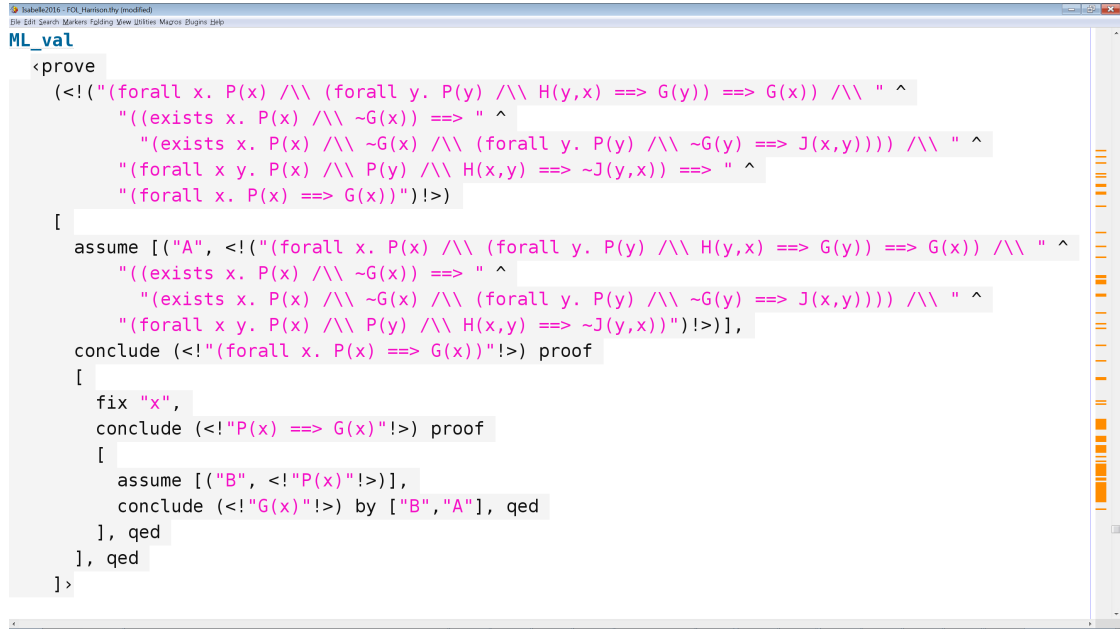 Isabelle2016 - FOL_Harrison.thy (modified)
File Edit Search Markers Folding View Utilities Macros Plugins Help
ML_val
‹prove
(<!("(forall x. P(x) /\\ (forall y. P(y) /\\ H(y,x) ==> G(y)) ==> G(x)) /\\ " ^
"((exists x. P(x) /\\ ~G(x)) ==> " ^
"(exists x. P(x) /\\ ~G(x) /\\ (forall y. P(y) /\\ ~G(y) ==> J(x,y)))) /\\ " ^
"(forall x y. P(x) /\\ P(y) /\\ H(x,y) ==> ~J(y,x)) ==> " ^
"(forall x. P(x) ==> G(x))")!>)
[
assume [("A", <!("(forall x. P(x) /\\ (forall y. P(y) /\\ H(y,x) ==> G(y)) ==> G(x)) /\\ " ^
"((exists x. P(x) /\\ ~G(x)) ==> " ^
"(exists x. P(x) /\\ ~G(x) /\\ (forall y. P(y) /\\ ~G(y) ==> J(x,y)))) /\\ " ^
"(forall x y. P(x) /\\ P(y) /\\ H(x,y) ==> ~J(y,x))")!>)],
conclude (<!"(forall x. P(x) ==> G(x))"!>) proof
[
fix "x",
conclude (<!"P(x) ==> G(x)"!>) proof
[
assume [("B", <!"P(x)"!>)],
conclude (<!"G(x)"!>) by ["B","A"], qed
], qed
], qed
]›